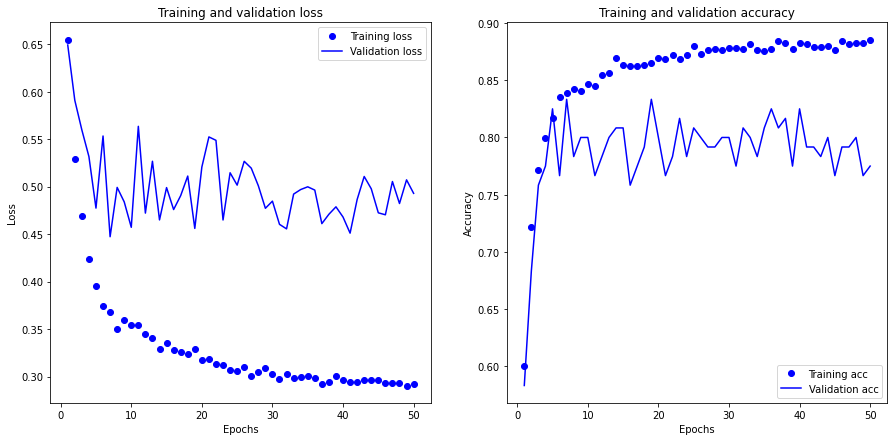 Training and validation loss
Training loss
Validation loss
0.65
0.60
0.55
0.50
0.45
0.40
0.35
0.30
Loss
0
10
20
30
40
50
Epochs
Training and validation accuracy
0.90
0.85
0.80
0.75
0.70
0.65
0.60
Accuracy
Training acc
Validation acc
0
10
20
30
40
50
Epochs